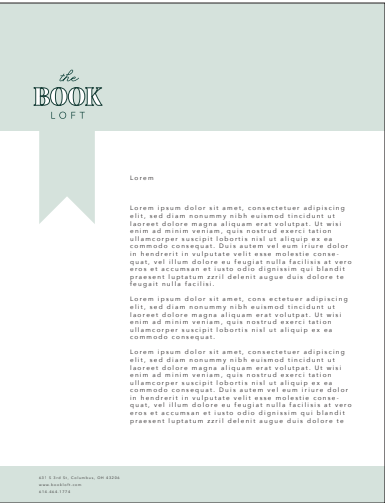 the
BOOK
LOFT
Lorem
Lorem ipsum dolor sit amet, consectetuer adipiscing
elit, sed diam nonummy nibh euismod tincidunt ut
laoreet dolore magna aliquam erat volutpat. Ut wisi
enim ad minim veniam, quis nostrud exerci tation
ullamcorper suscipit lobortis nisl ut aliquip ex ea
commodo consequat. Duis autem vel eum iriure dolor
in hendrerit in vulputate velit esse molestie conse-
quat, vel illum dolore eu feugiat nulla facilisis at vero
eros et accumsan et iusto odio dignissim qui blandit
praesent luptatum zzril delenit augue duis dolore te
feugait nulla facilisi.
Lorem ipsum dolor sit amet, cons ectetuer adipiscing
elit, sed diam nonummy nibh euismod tincidunt ut
laoreet dolore magna aliquam erat volutpat. Ut wisi
enim ad minim veniam, quis nostrud exerci tation
ullamcorper suscipit lobortis nisl ut aliquip ex ea
commodo consequat.
Lorem ipsum dolor sit amet, consectetuer adipiscing
elit, sed diam nonummy nibh euismod tincidunt ut
laoreet dolore magna aliquam erat volutpat. Ut wisi
enim ad minim veniam, quis nostrud exerci tation
ullamcorper suscipit lobortis nisl ut aliquip ex ea
commodo consequat. Duis autem vel eum iriure dolor
in hendrerit in vulputate velit esse molestie conse-
quat, vel illum dolore eu feugiat nulla facilisis at vero
eros et accumsan et iusto odio dignissim qui blandit
praesent luptatum zzril delenit augue duis dolore te
631 S 3rd St, Columbus, OH 43206
www.bookloft.com
614.464.1774